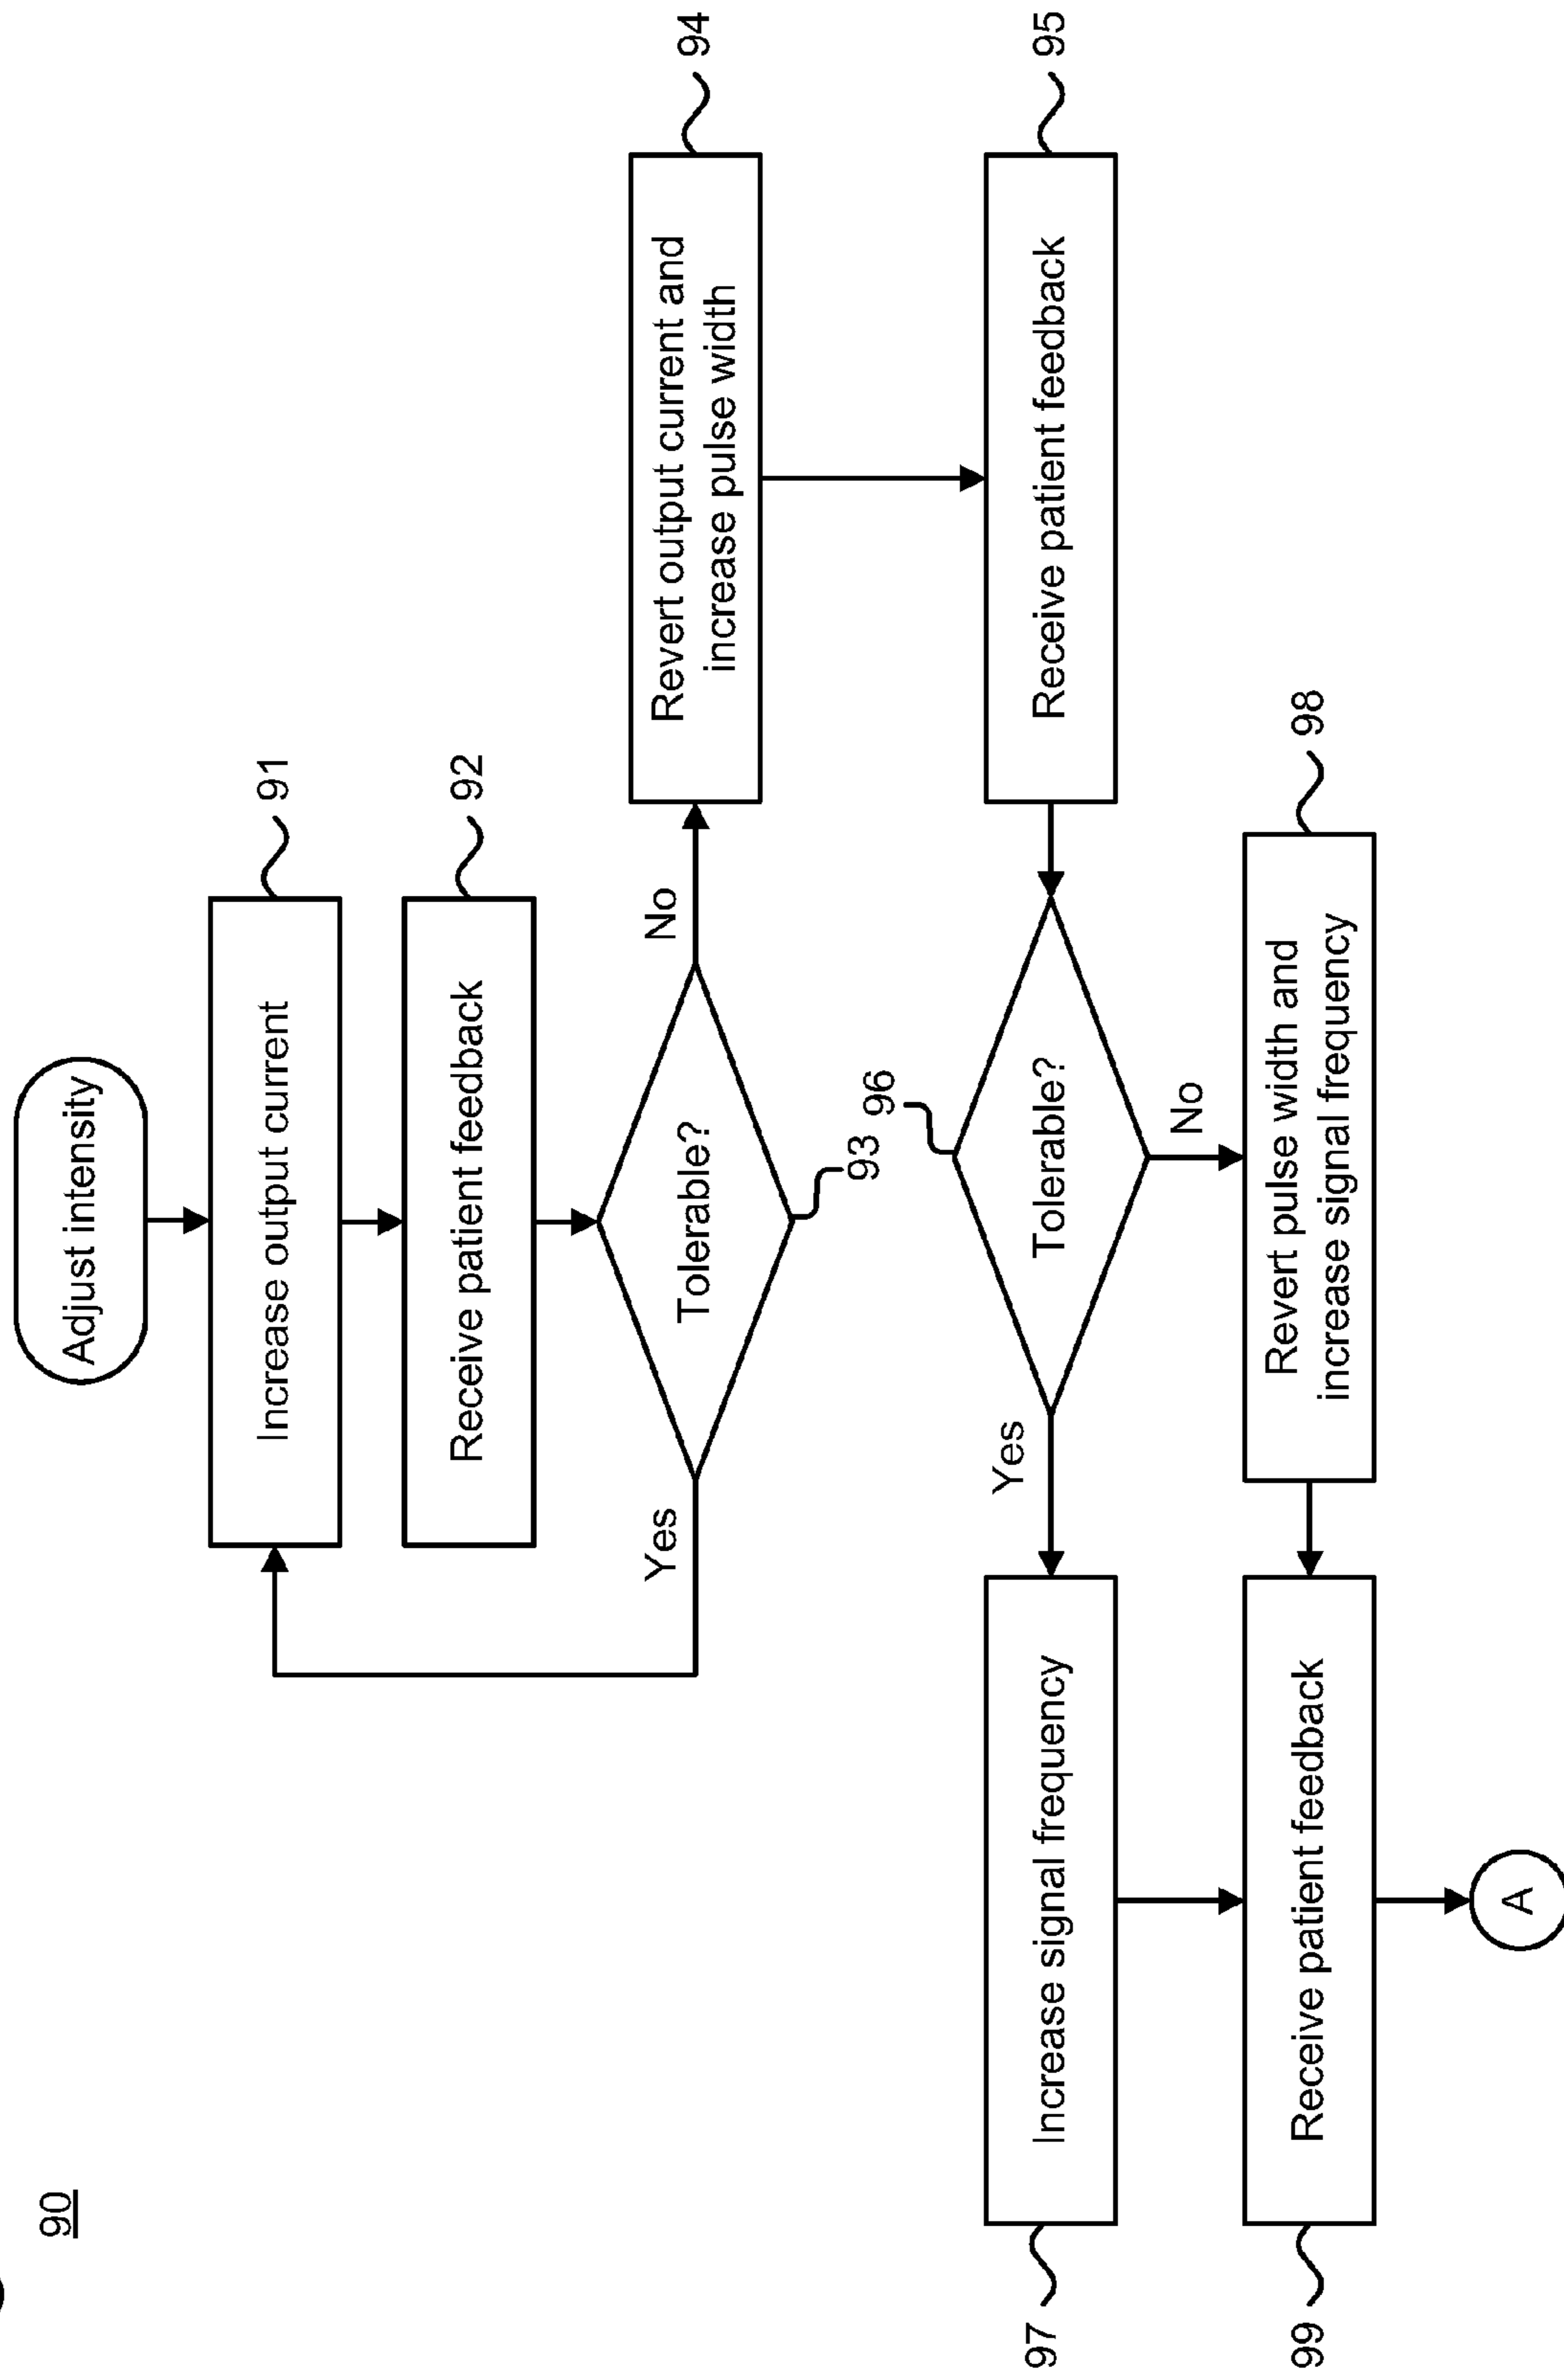 90
Adjust intensity
Increase output current
91
Receive patient feedback
92
Tolerable?
93
Yes
No
Revert output current and
increase pulse width
94
Receive patient feedback
95
Tolerable?
96
Yes
No
Increase signal frequency
97
Revert pulse width and
increase signal frequency
98
Receive patient feedback
99
A